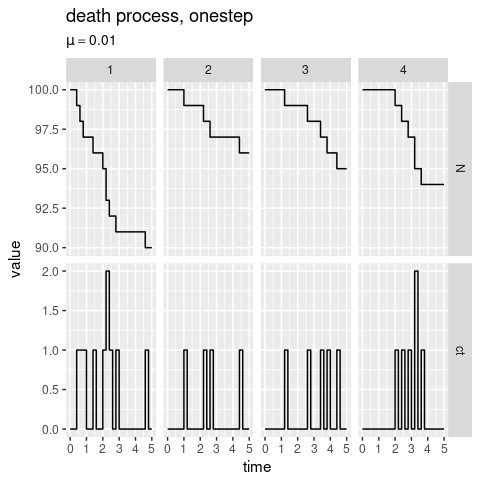 death process, onestep
μ = 0.01
1 2 3 4
100.0
97.5
95.0
92.5
90.0
N
2.0
1.5
1.0
0.5
0.0
ct
value
0 1 2 3 4 5 0 1 2 3 4 5 0 1 2 3 4 5 0 1 2 3 4 5
time